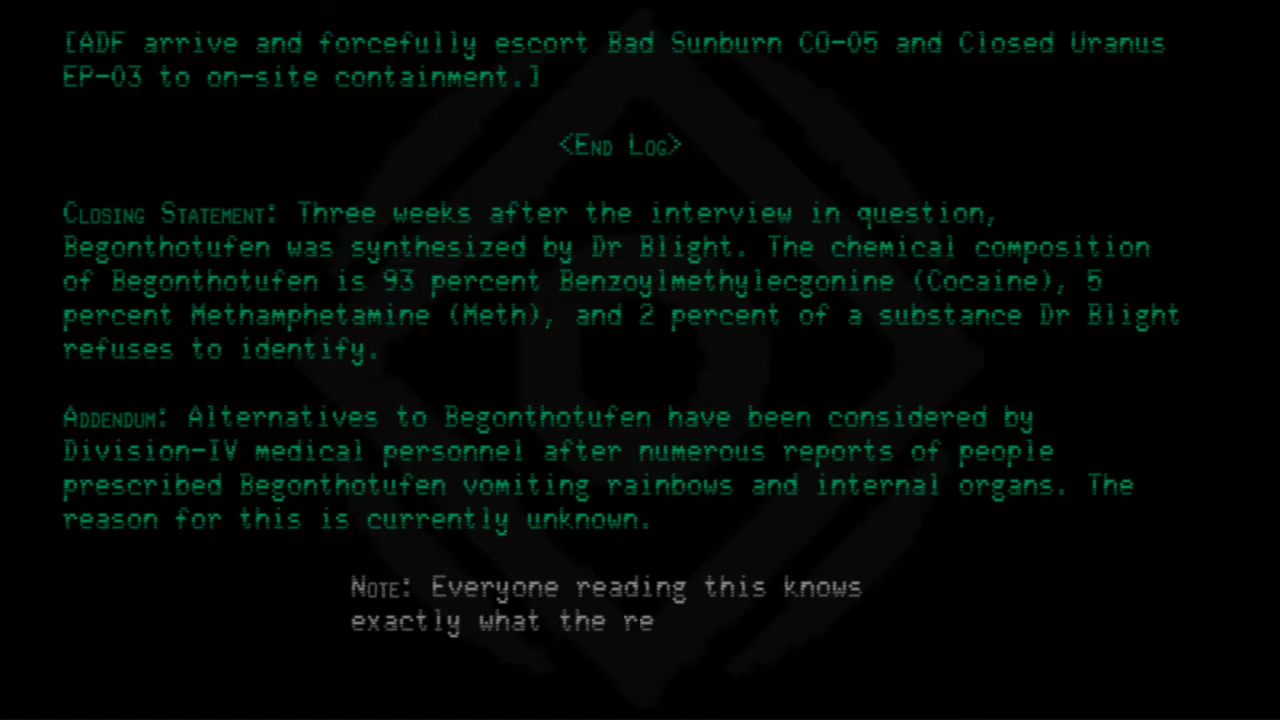 [ADF arrive and forcefully escort Bad Sunburn CO-05 and Closed Uranus
EP-03 to on-site containment.]
<End Log>
Closing Statement: Three weeks after the interview in question,
Begonthotufen was synthesized by Dr Blight. The chemical composition
of Begonthotufen is 93 percent Benzoylmethylecgonine (Cocaine), 5
percent Methamphetamine (Meth), and 2 percent of a substance Dr Blight
refuses to identify.
Addendum: Alternatives to Begonthotufen have been considered by
Division-IV medical personnel after numerous reports of people
prescribed Begonthotufen vomiting rainbows and internal organs. The
reason for this is currently unknown.
Note: Everyone reading this knows
exactly what the re